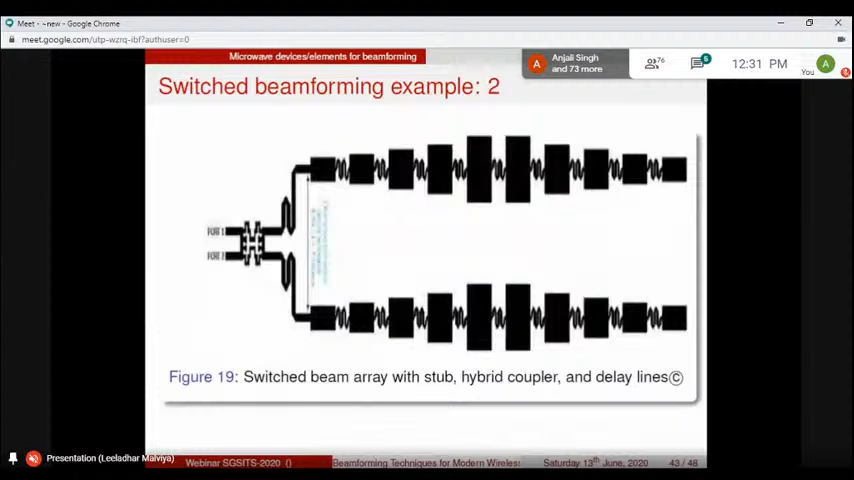 Meet - ~new - Google Chrome
meet.google.com/utp-wzrq-ibf?authuser=0
Microwave devices/elements for beamforming
Anjali Singh
and 73 more
A
76
5
12:31 PM
You
A
Switched beamforming example: 2
PORT 1
PORT 2
Figure 19: Switched beam array with stub, hybrid coupler, and delay lines©
Presentation (Leeladhar Malviya)
Webinar SGSITS-2020 ()
Beamforming Techniques for Modern Wireless
Saturday 13th June, 2020
43 / 48